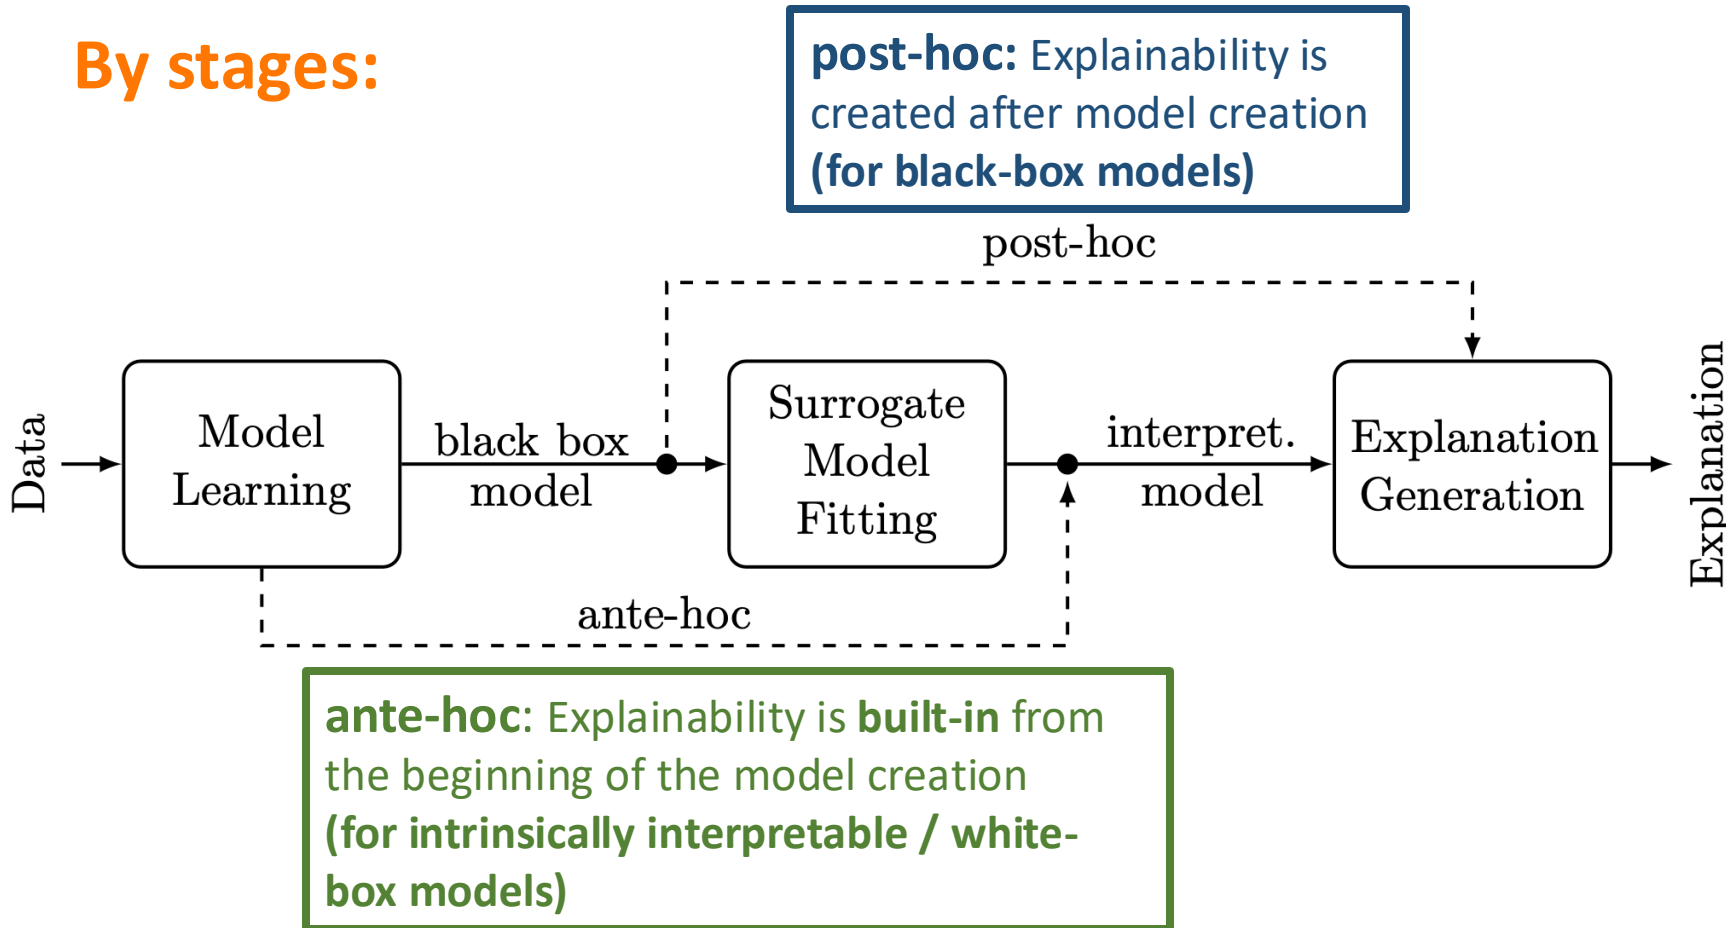 By stages:
post-hoc: Explainability is
created after model creation
(for black-box models)
post-hoc
Data
Model
Learning
black box
model
Surrogate
Model
Fitting
interpret.
model
Explanation
Generation
Explanation
ante-hoc
ante-hoc: Explainability is built-in from
the beginning of the model creation
(for intrinsically interpretable / white-
box models)